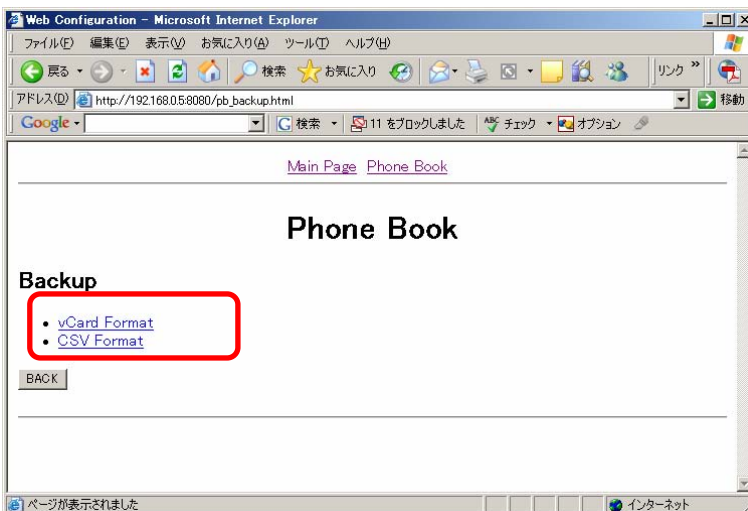 Web Configuration - Microsoft Internet Explorer
ファイル(F) 編集(E) 表示(V) お気に入り(A) ツール(T) ヘルプ(H)
戻る 検索 お気に入り リンク »
アドレス(D) http://192.168.0.5:8080/pb_backup.html 移動
Google 検索 11 をブロックしました ABC チェック オプション
Main Page Phone Book
Phone Book
Backup
• vCard Format
• CSV Format
BACK
ページが表示されました インターネット